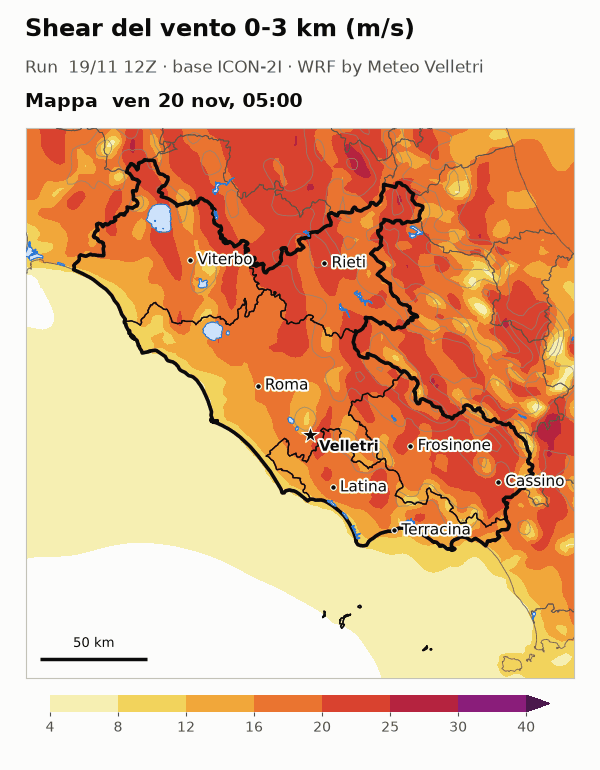 Shear del vento 0-3 km (m/s)
Run  19/11 12Z · base ICON-2I · WRF by Meteo Velletri
Mappa  ven 20 nov, 05:00
Viterbo
Rieti
Roma
Velletri
Frosinone
Cassino
Latina
Terracina
50 km
4 8 12 16 20 25 30 40